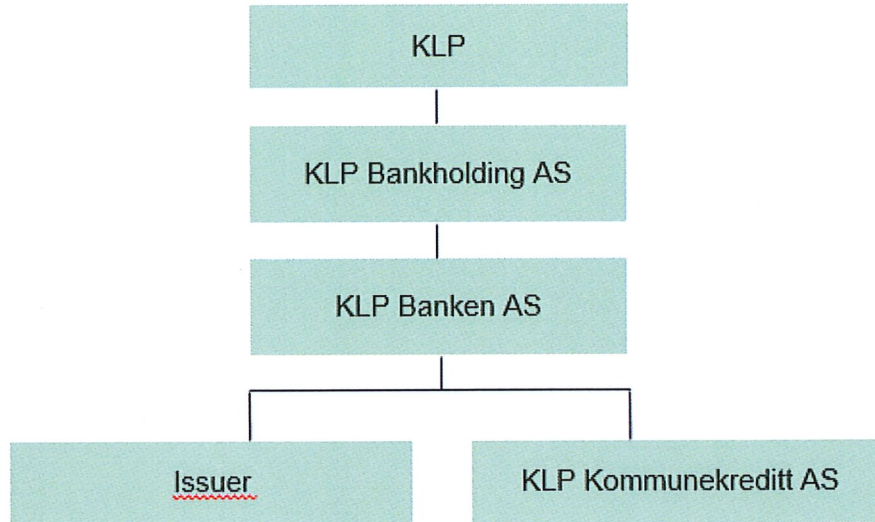 KLP
KLP Bankholding AS
KLP Banken AS
Issuer
KLP Kommunekreditt AS